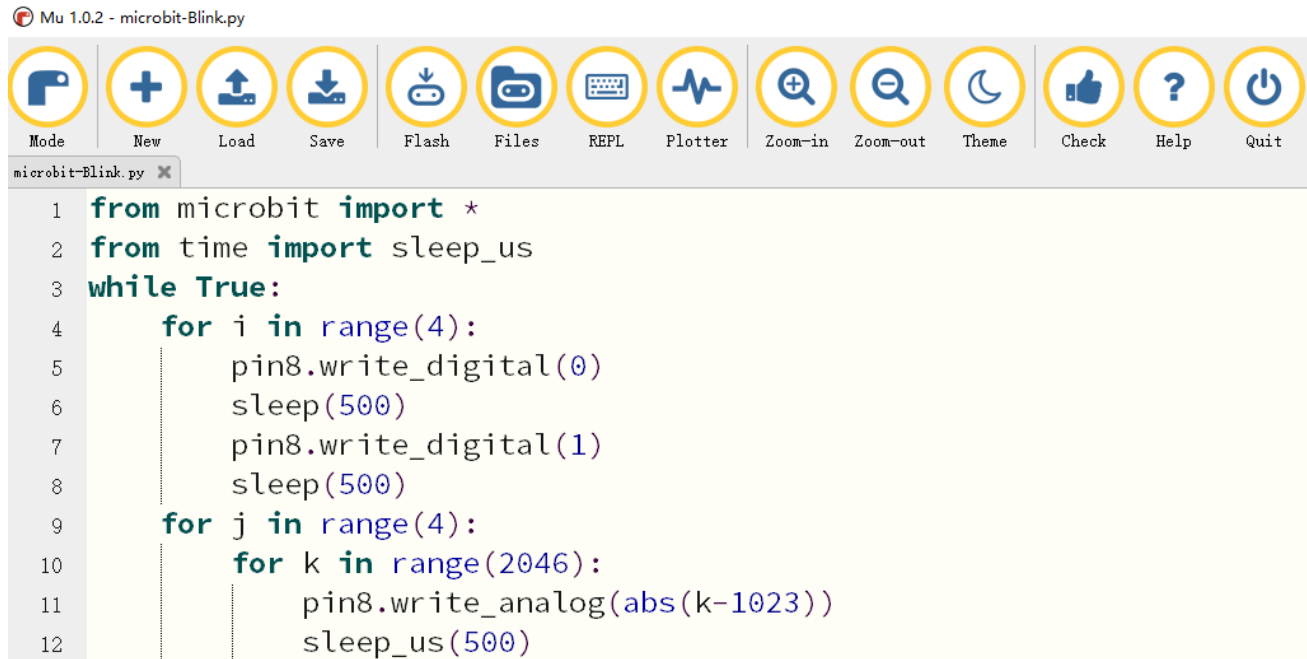 Mu 1.0.2 - microbit-Blink.py
Mode New Load Save Flash Files REPL Plotter Zoom-in Zoom-out Theme Check Help Quit
microbit-Blink.py
1 from microbit import *
2 from time import sleep_us
3 while True:
4     for i in range(4):
5         pin8.write_digital(0)
6         sleep(500)
7         pin8.write_digital(1)
8         sleep(500)
9     for j in range(4):
10         for k in range(2046):
11             pin8.write_analog(abs(k-1023))
12             sleep_us(500)